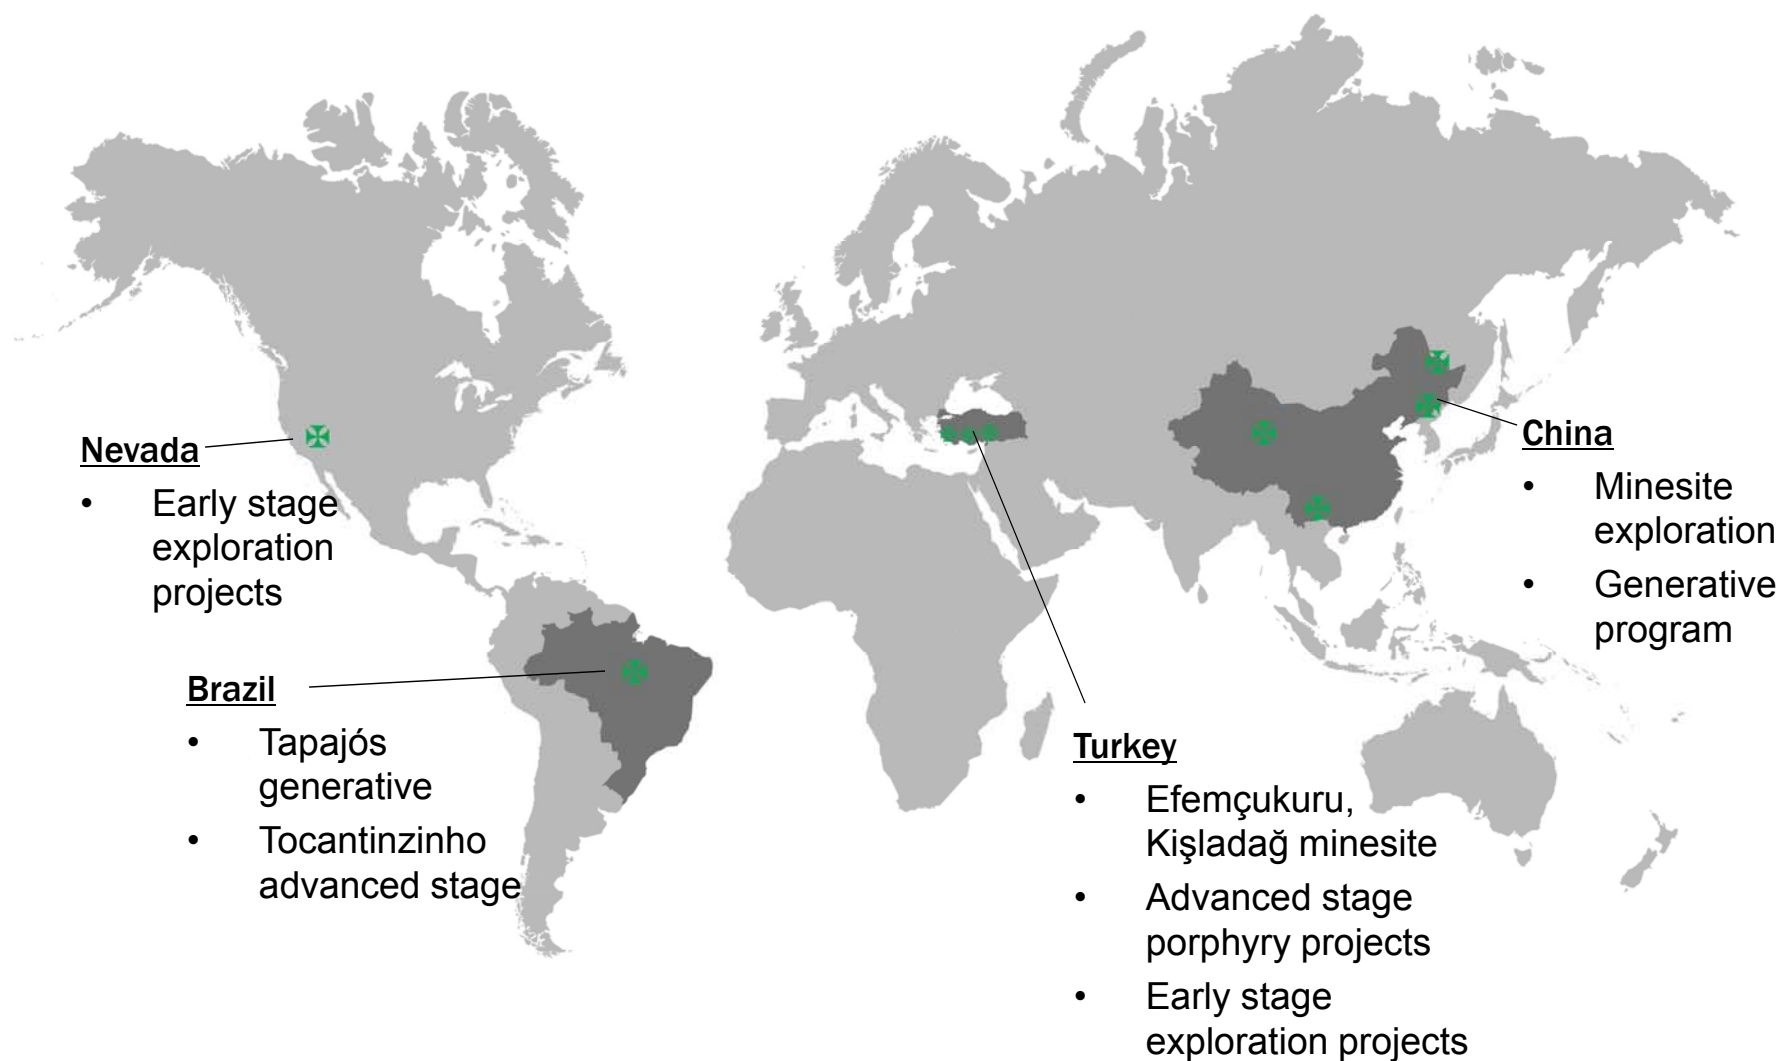 Nevada
• Early stage
exploration
projects
Brazil
• Tapajós
generative
• Tocantinzinho
advanced stage
Turkey
• Efemçukuru,
Kişladağ minesite
• Advanced stage
porphyry projects
• Early stage
exploration projects
China
• Minesite
exploration
• Generative
program